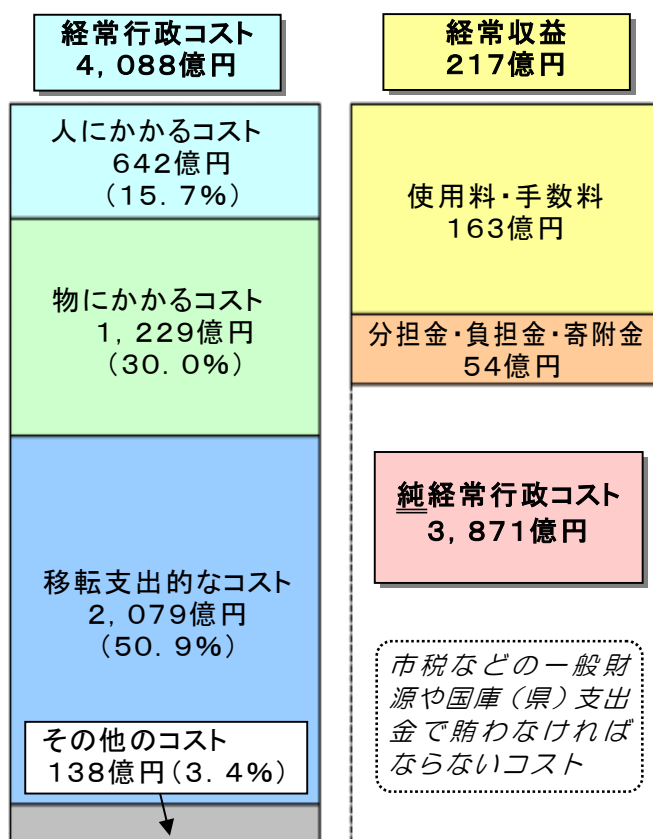 経常行政コスト
4,088億円
人にかかるコスト
642億円
(15.7%)
物にかかるコスト
1,229億円
(30.0%)
移転支出的なコスト
2,079億円
(50.9%)
その他のコスト
138億円(3.4%)
経常収益
217億円
使用料・手数料
163億円
分担金・負担金・寄附金
54億円
純経常行政コスト
3,871億円
市税などの一般財
源や国庫(県)支出
金で賄わなければ
ならないコスト